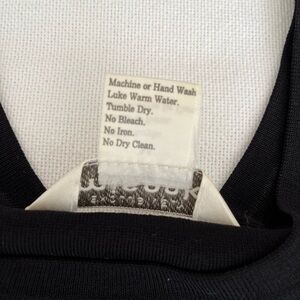 Machine or Hand Wash
Luke Warm Water.
Tumble Dry.
No Bleach.
No Iron.
No Dry Clean.